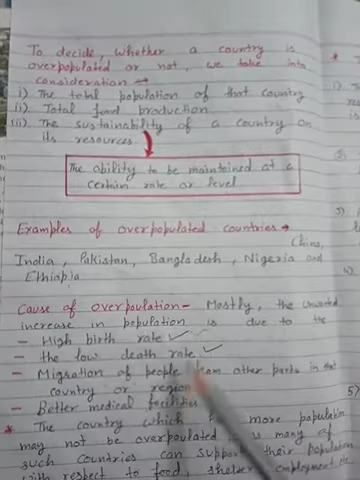 To decide, whether a country is
overpopulated or not, we take into
consideration →
i) The total population of that country
ii) Total food production
iii) The sustainability of a country on
its resources
The ability to be maintained at a
certain rate or level
Examples of overpopulated countries →
China,
India, Pakistan, Bangladesh, Nigeria and
Ethiopia
Cause of overpoulation - Mostly, the unwanted
increase in population is due to the
- High birth rate ✓
- the low death rate ✓
- Migration of people from other parts in that
country or region
- Better medical facilities
* The country which more population
may not be overpopulated many of
such countries can support their population
with respect to food, shelter, employment,
2)
3)
4)
5)